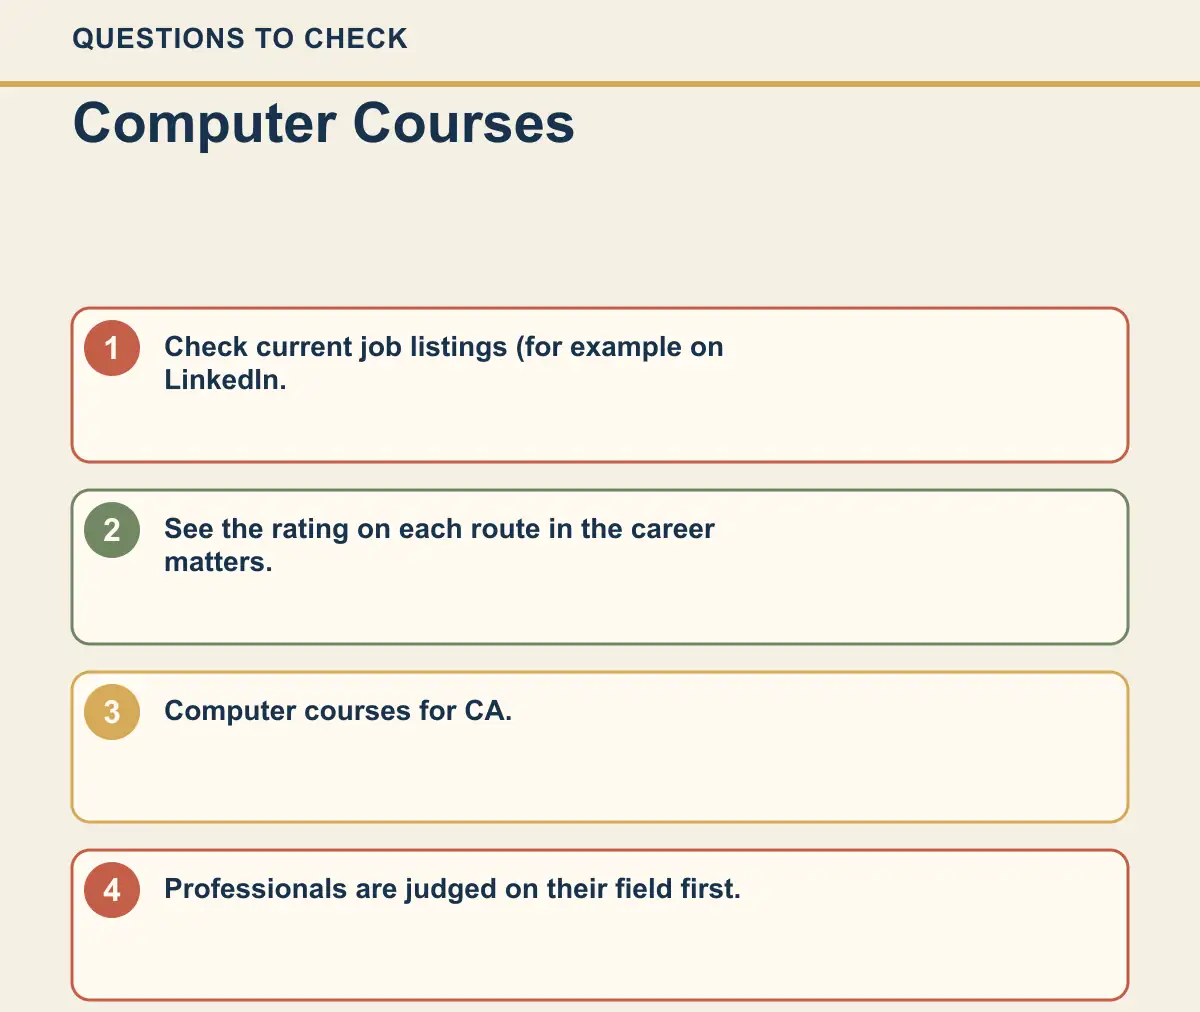 QUESTIONS TO CHECK
Computer Courses
1
Check current job listings (for example on
LinkedIn.
2
See the rating on each route in the career
matters.
3
Computer courses for CA.
4
Professionals are judged on their field first.